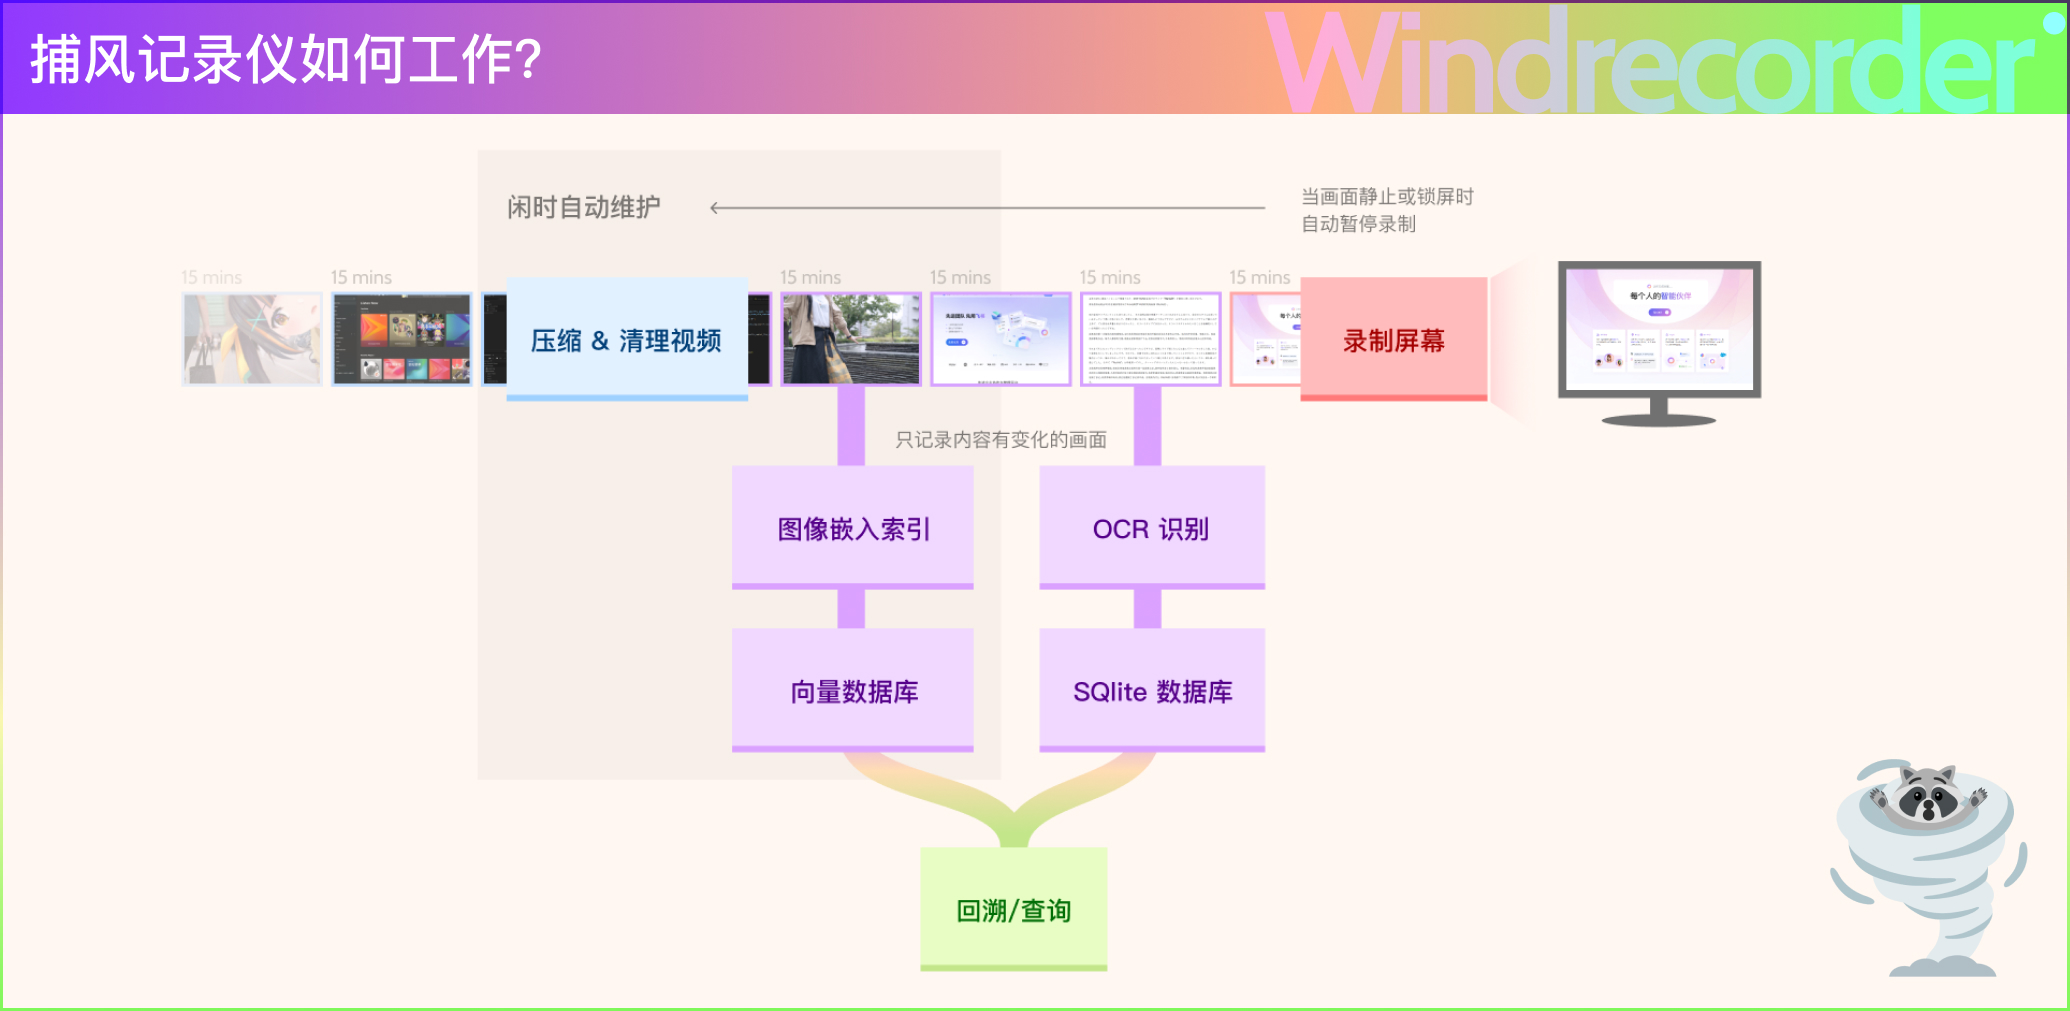 捕风记录仪如何工作?
Windrecorder
闲时自动维护
当画面静止或锁屏时
自动暂停录制
15 mins
15 mins
15 mins
15 mins
15 mins
15 mins
压缩 & 清理视频
录制屏幕
每个人的智能伙伴
只记录内容有变化的画面
图像嵌入索引
OCR 识别
向量数据库
SQlite 数据库
回溯/查询